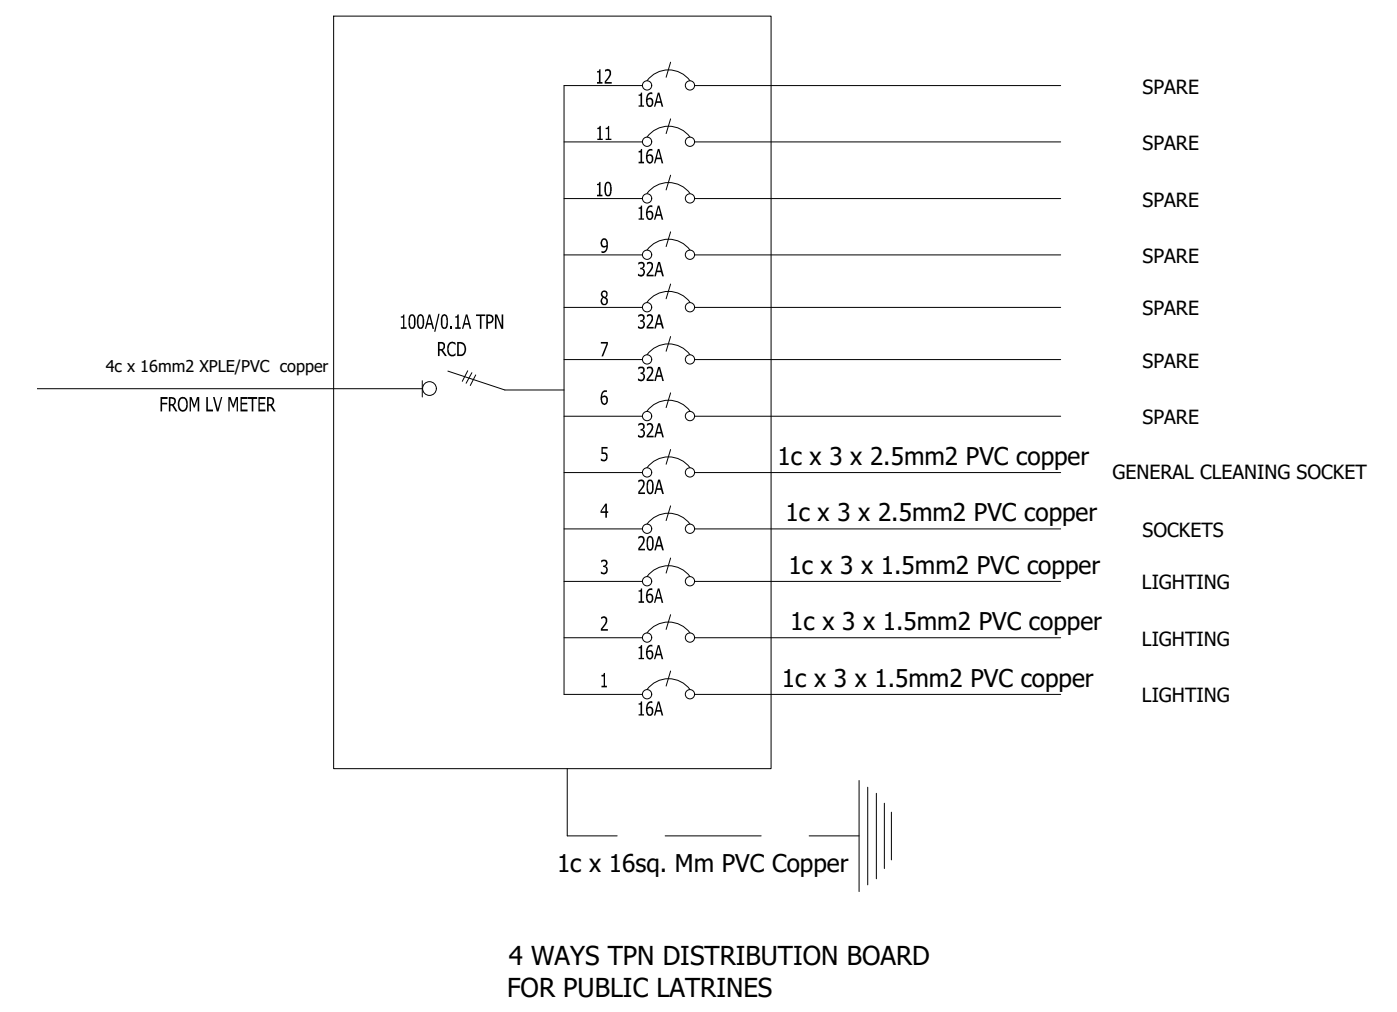 12
16A
SPARE
11
16A
SPARE
10
16A
SPARE
9
32A
SPARE
8
32A
SPARE
100A/0.1A TPN
RCD
7
32A
SPARE
4c x 16mm2 XPLE/PVC copper
FROM LV METER
6
32A
SPARE
5
20A
1c x 3 x 2.5mm2 PVC copper
GENERAL CLEANING SOCKET
4
20A
1c x 3 x 2.5mm2 PVC copper
SOCKETS
3
16A
1c x 3 x 1.5mm2 PVC copper
LIGHTING
2
16A
1c x 3 x 1.5mm2 PVC copper
LIGHTING
1
16A
1c x 3 x 1.5mm2 PVC copper
LIGHTING
1c x 16sq. Mm PVC Copper
4 WAYS TPN DISTRIBUTION BOARD
FOR PUBLIC LATRINES